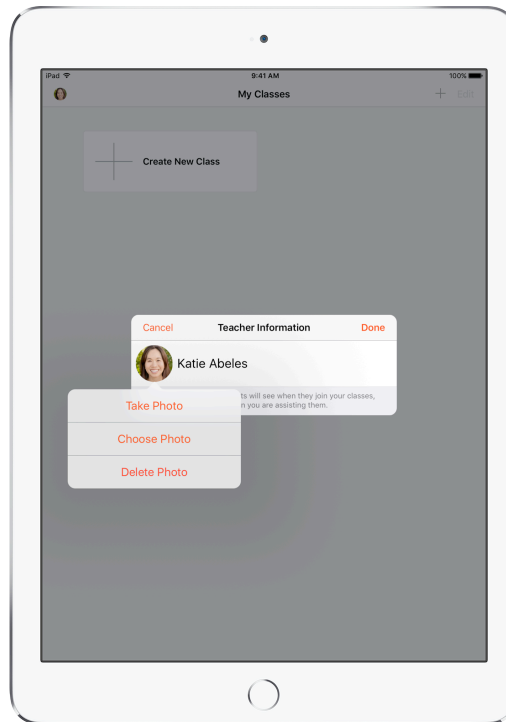 iPad 9:41 AM 100%
My Classes Edit
Create New Class
Cancel Teacher Information Done
Katie Abeles
ts will see when they join your classes,
n you are assisting them.
Take Photo
Choose Photo
Delete Photo